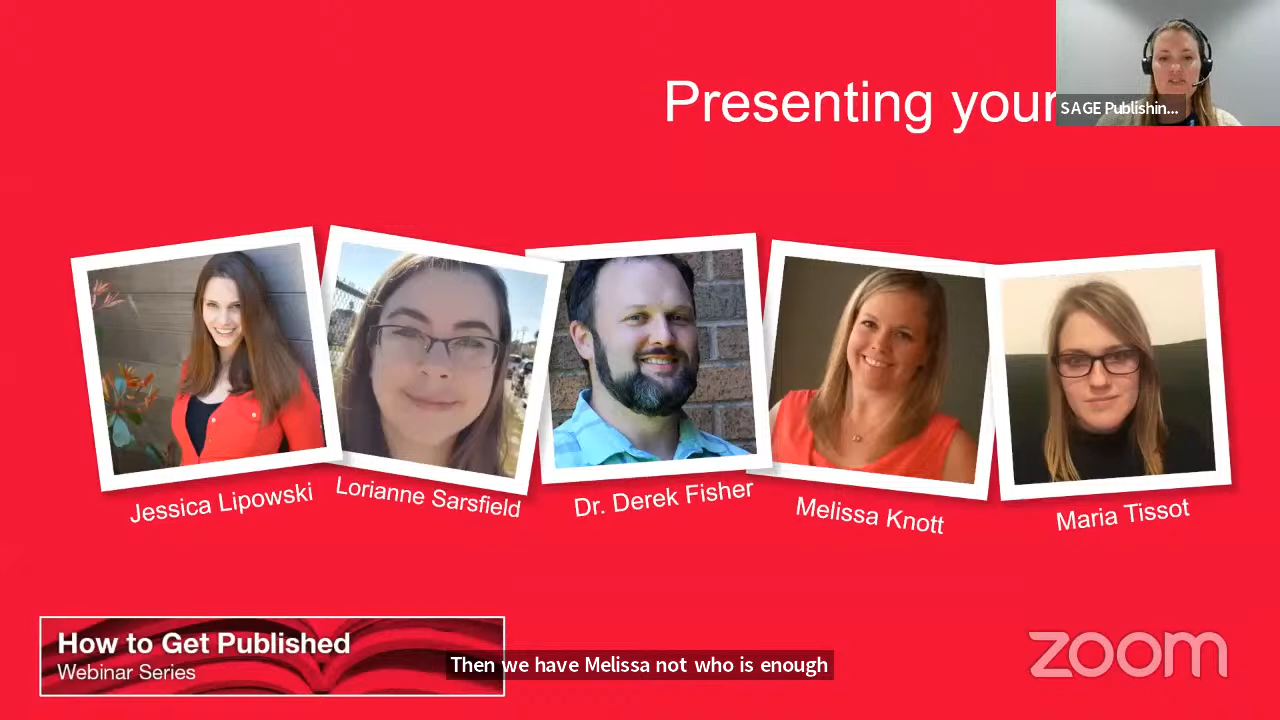 Presenting your
SAGE Publishin...
Jessica Lipowski
Lorianne Sarsfield
Dr. Derek Fisher
Melissa Knott
Maria Tissot
How to Get Published
Webinar Series
Then we have Melissa not who is enough
zoom